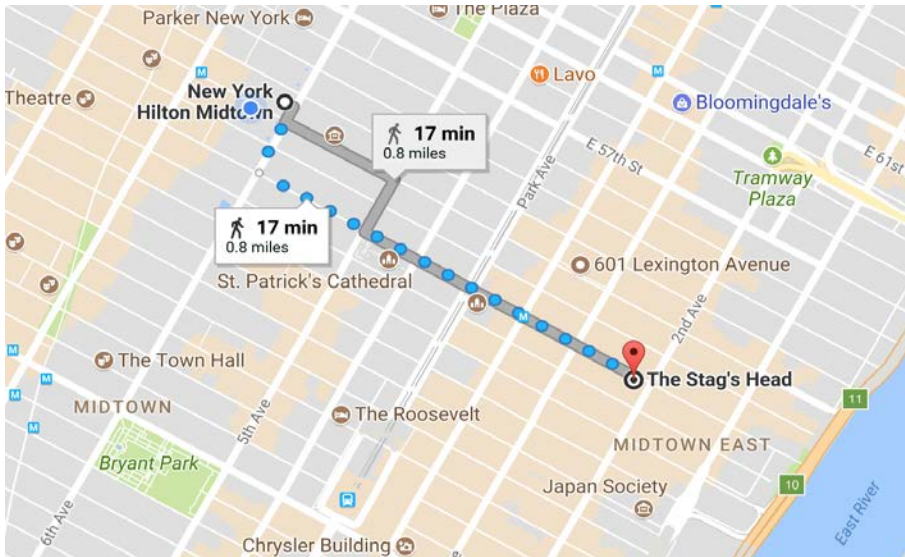 Parker New York
The Plaza
Theatre
New York
Hilton Midtown
Lavo
Bloomingdale's
17 min
0.8 miles
E 57th St
E 61st
Tramway
Plaza
Park Ave
17 min
0.8 miles
St. Patrick's Cathedral
601 Lexington Avenue
2nd Ave
M
M
M
M
M
M
The Town Hall
The Stag's Head
MIDTOWN
5th Ave
The Roosevelt
11
MIDTOWN EAST
Bryant Park
10
Japan Society
6th Ave
Chrysler Building
East River